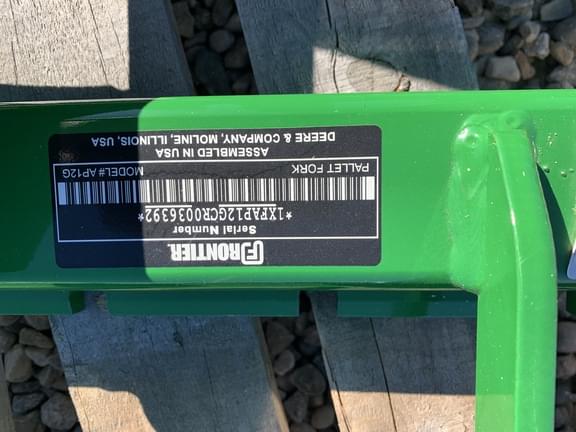 FRONTIER
Serial Number
*1XFAP12GCR0036392*
PALLET FORK MODEL# AP12G
ASSEMBLED IN USA
DEERE & COMPANY, MOLINE, ILLINOIS, USA